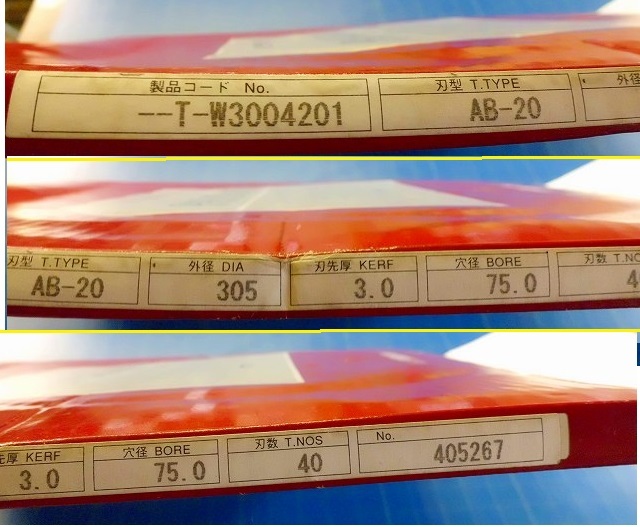 製品コード No.
--T-W3004201
刃型 T.TYPE
AB-20
外径
刃型 T.TYPE
AB-20
外径 DIA
305
刃先厚 KERF
3.0
穴径 BORE
75.0
刃数 T.NO
4
先厚 KERF
3.0
穴径 BORE
75.0
刃数 T.NOS
40
No.
405267